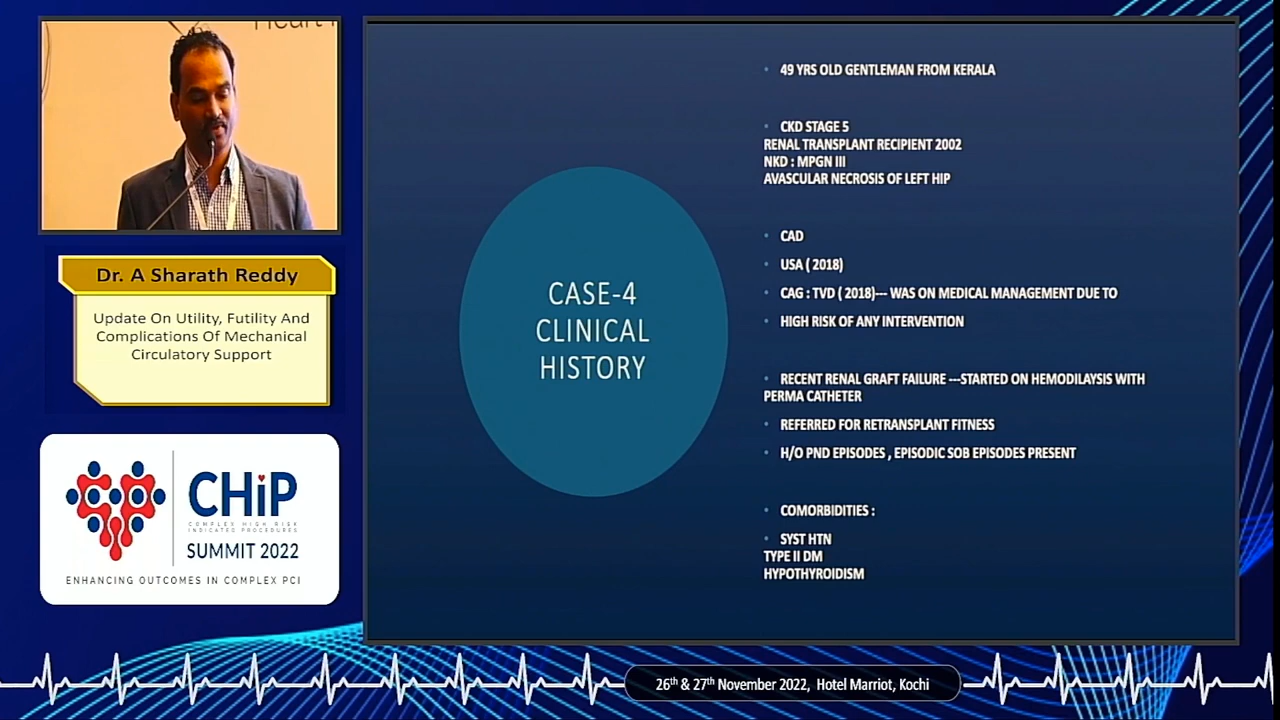 Heart
Dr. A Sharath Reddy
Update On Utility, Futility And
Complications Of Mechanical
Circulatory Support
CHiP
COMPLEX HIGH RISK
INDICATED PROCEDURES
SUMMIT 2022
ENHANCING OUTCOMES IN COMPLEX PCI
CASE-4
CLINICAL
HISTORY
• 49 YRS OLD GENTLEMAN FROM KERALA
• CKD STAGE 5
RENAL TRANSPLANT RECIPIENT 2002
NKD : MPGN III
AVASCULAR NECROSIS OF LEFT HIP
• CAD
• USA ( 2018)
• CAG : TVD ( 2018)--- WAS ON MEDICAL MANAGEMENT DUE TO
• HIGH RISK OF ANY INTERVENTION
• RECENT RENAL GRAFT FAILURE ---STARTED ON HEMODILAYSIS WITH
PERMA CATHETER
• REFERRED FOR RETRANSPLANT FITNESS
• H/O PND EPISODES , EPISODIC SOB EPISODES PRESENT
• COMORBIDITIES :
• SYST HTN
TYPE II DM
HYPOTHYROIDISM
26th & 27th November 2022, Hotel Marriot, Kochi